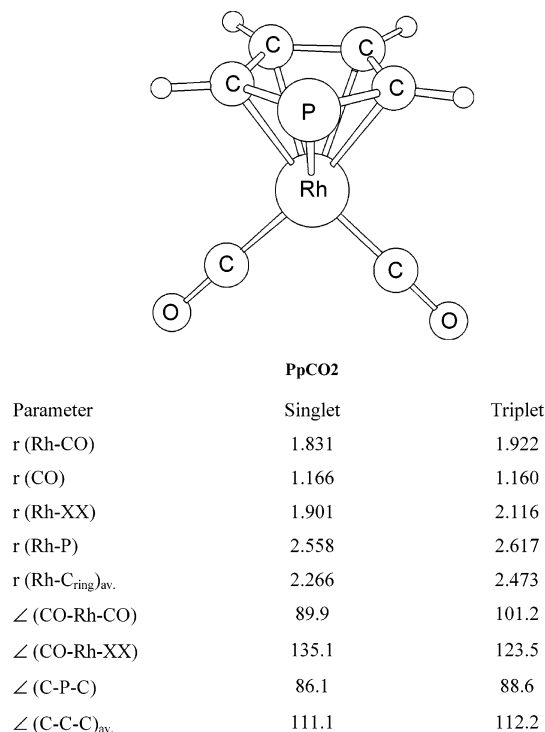 C C
C C
P
Rh
C C
O O
PpCO2
Parameter Singlet Triplet
r (Rh-CO) 1.831 1.922
r (CO) 1.166 1.160
r (Rh-XX) 1.901 2.116
r (Rh-P) 2.558 2.617
r (Rh-Cring)av. 2.266 2.473
∠ (CO-Rh-CO) 89.9 101.2
∠ (CO-Rh-XX) 135.1 123.5
∠ (C-P-C) 86.1 88.6
∠ (C-C-C)av. 111.1 112.2